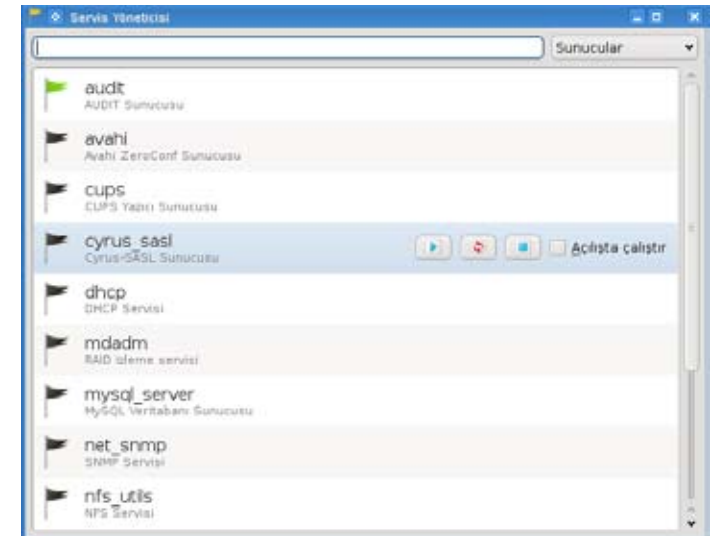 Servis Yöneticisi
Sunucular
audit
AUDIT Sunucusu
avahi
Avahi ZeroConf Sunucusu
cups
CUPS Yazıcı Sunucusu
cyrus_sasl
Cyrus-SASL Sunucusu
Açılışta çalıştır
dhcp
DHCP Servisi
mdadm
RAID izleme servisi
mysql_server
MySQL Veritabanı Sunucusu
net_snmp
SNMP Servisi
nfs_utils
NFS Servisi